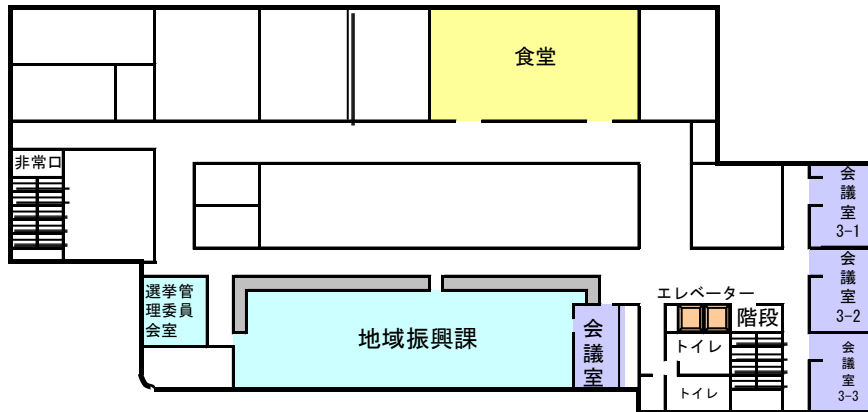 食堂
非常口
会議室
3-1
会議室
3-2
エレベーター
選挙管
理委員
会室
階段
地域振興課
会議室
トイレ
会議室
3-3
トイレ